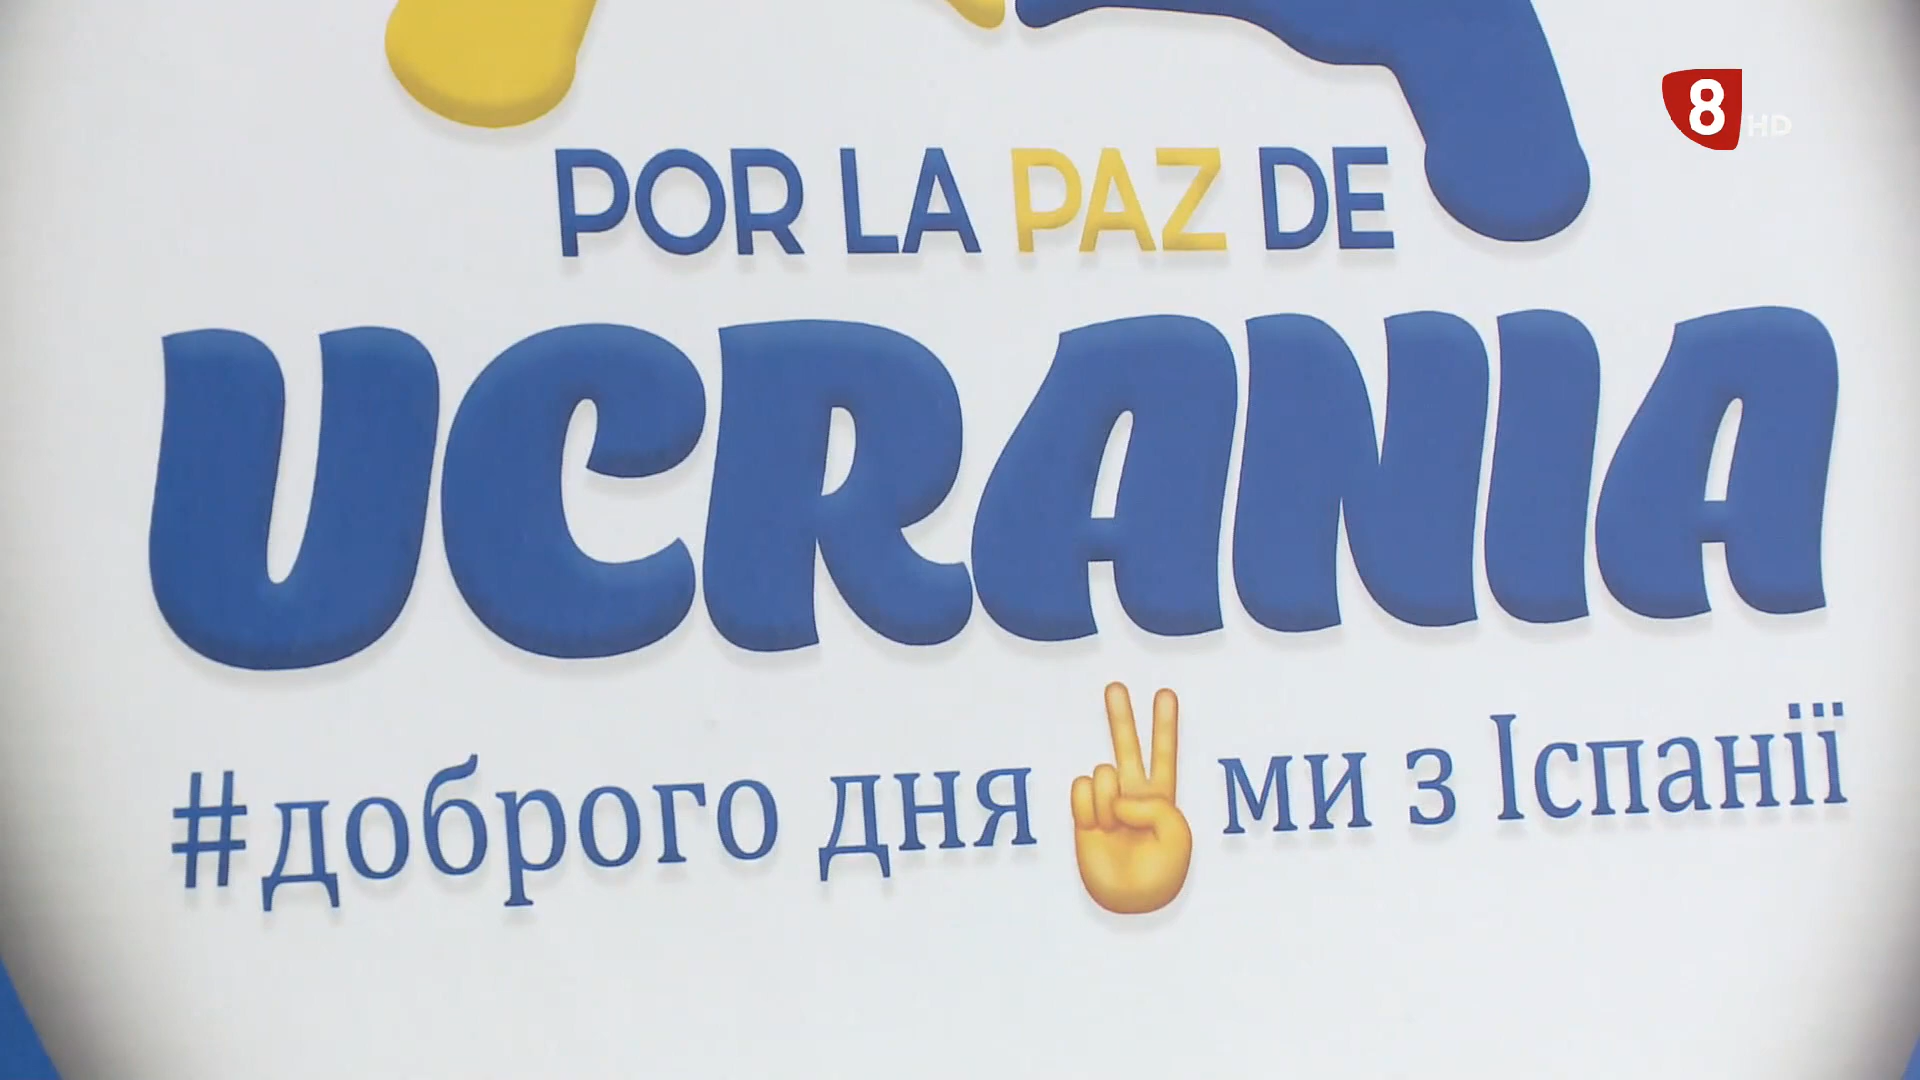 8 HD
POR LA PAZ DE
UCRANIA
#доброго дня✌ми з Іспанії